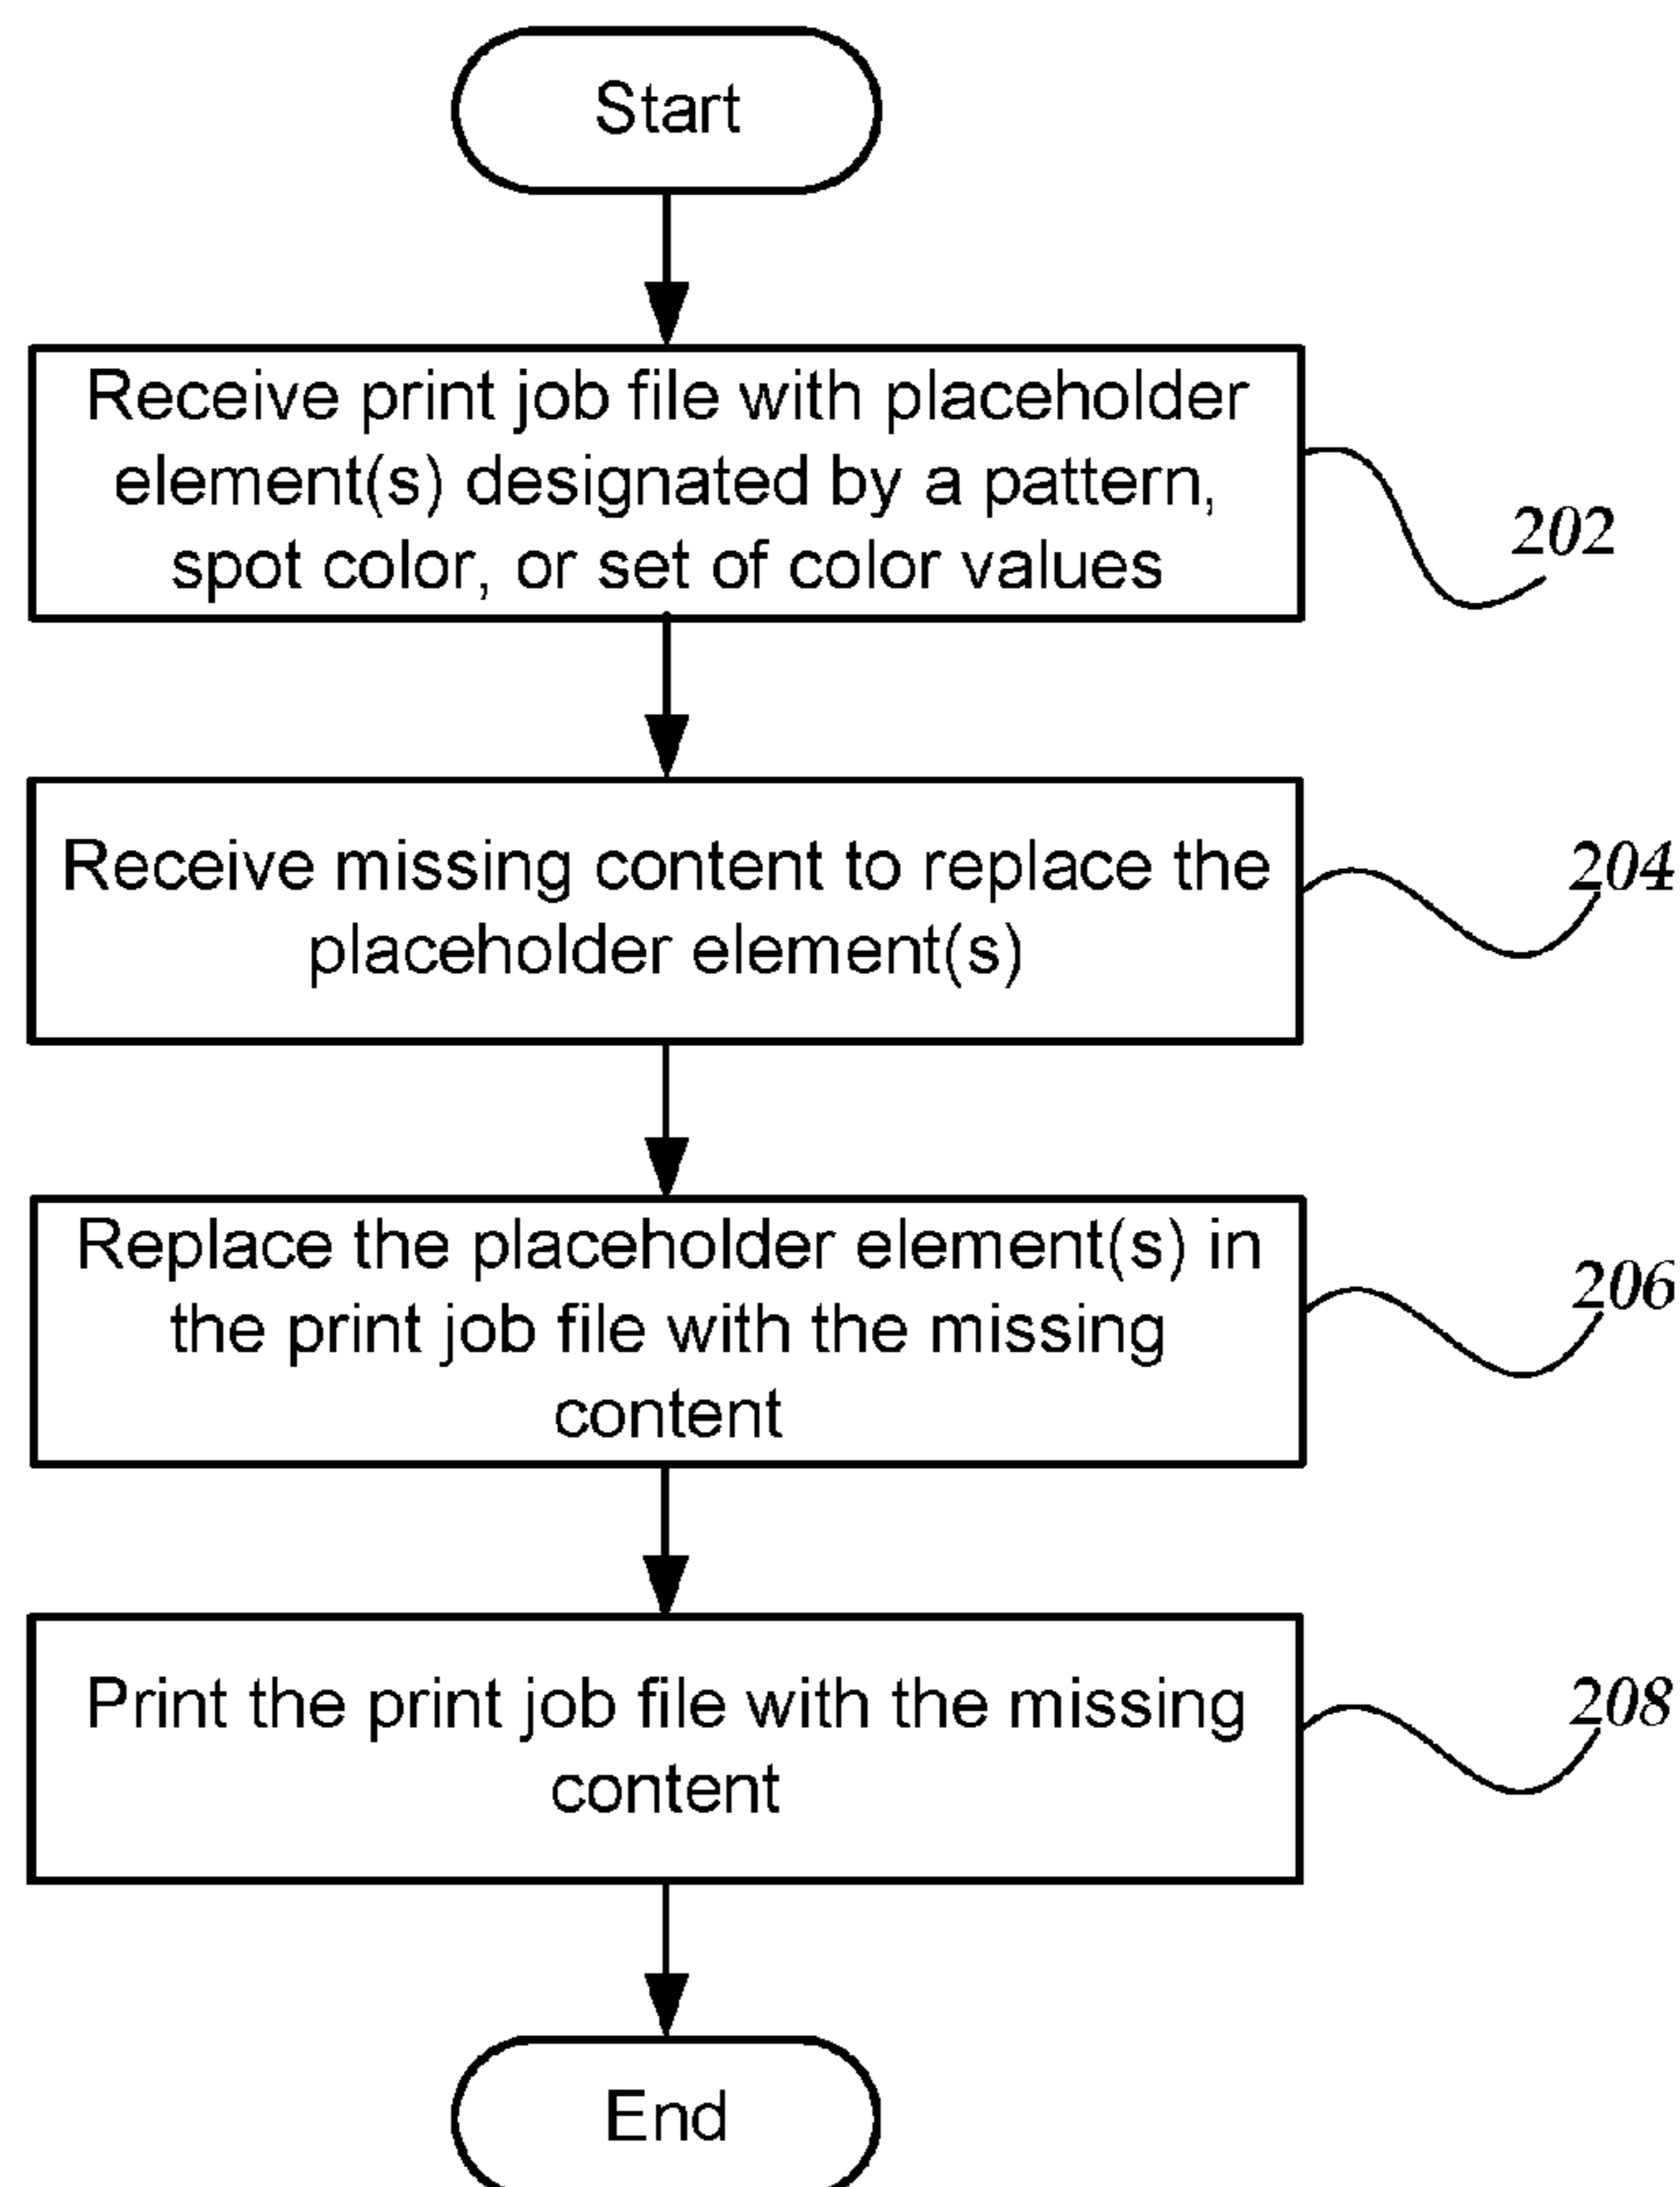 Start
Receive print job file with placeholder
element(s) designated by a pattern,
spot color, or set of color values
202
Receive missing content to replace the
placeholder element(s)
204
Replace the placeholder element(s) in
the print job file with the missing
content
206
Print the print job file with the missing
content
208
End